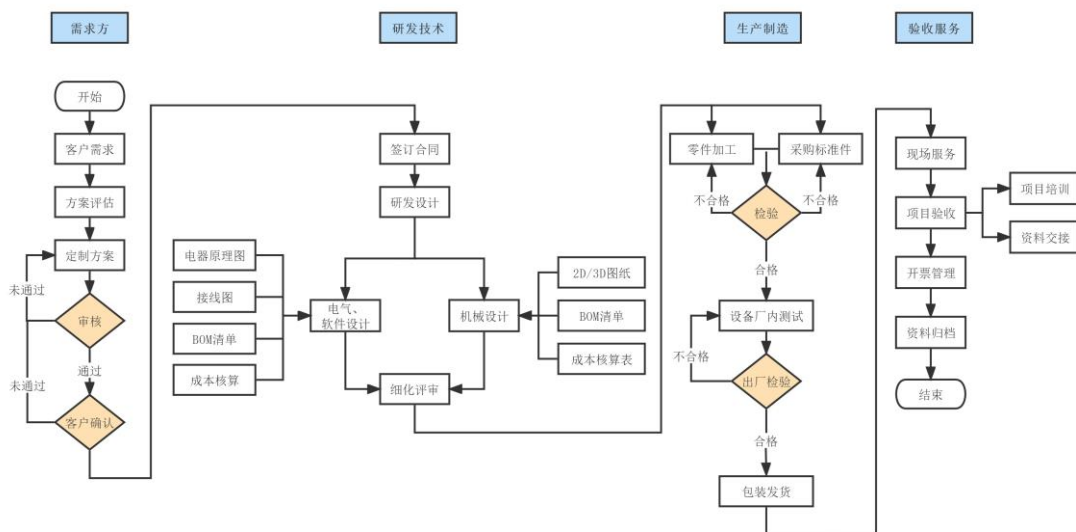 需求方
研发技术
生产制造
验收服务
开始
客户需求
方案评估
定制方案
未通过
审核
通过
未通过
客户确认
签订合同
研发设计
电器原理图
接线图
BOM清单
成本核算
电气、
软件设计
机械设计
2D/3D图纸
BOM清单
成本核算表
细化评审
零件加工
采购标准件
不合格
不合格
检验
合格
设备厂内测试
不合格
出厂检验
合格
包装发货
现场服务
项目验收
项目培训
资料交接
开票管理
资料归档
结束